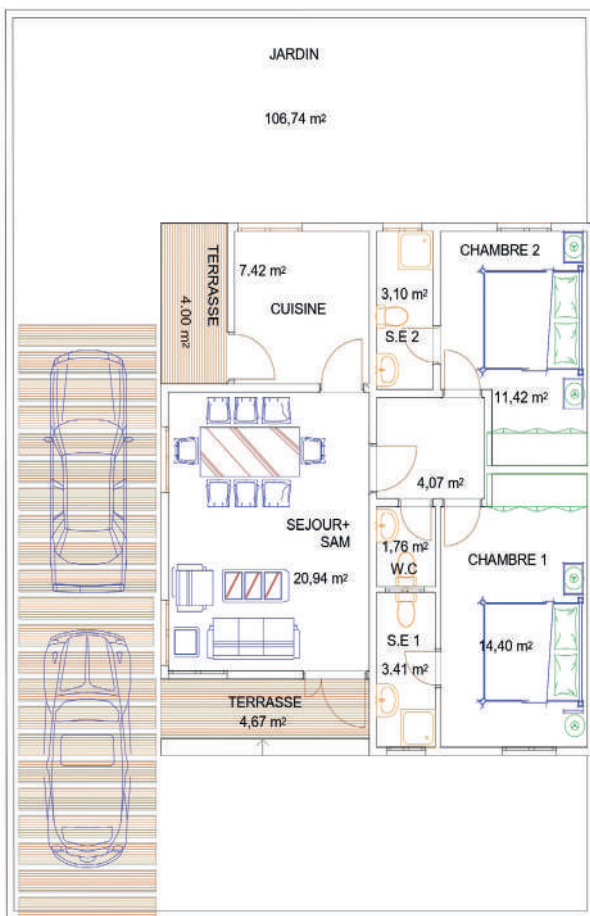 JARDIN
106,74 m²
TERRASSE
4.00 m²
7.42 m²
CUISINE
3,10 m²
S.E 2
CHAMBRE 2
11,42 m²
4,07 m²
SEJOUR+
SAM
20,94 m²
1,76 m²
W.C
CHAMBRE 1
14,40 m²
S.E 1
3.41 m²
TERRASSE
4,67 m²